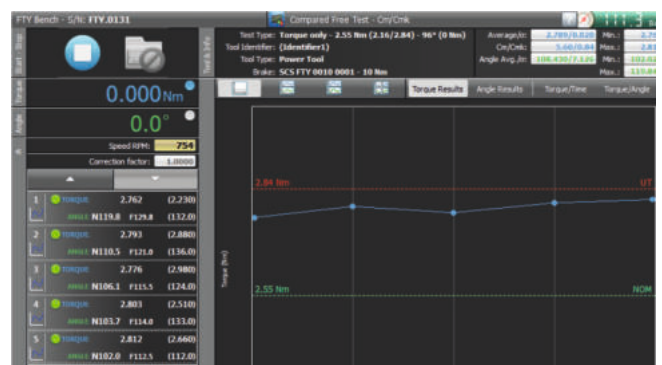 FTY Bench - S/N: FTY.0131
Compared Free Test - Cm/Cmk
Start - Stop
Test & Info
Test Type: Torque only - 2.55 Nm (2.16/2.84) - 96° (0 Nm)
Tool Identifier: (Identifier1)
Tool Type: Power Tool
Brake: SCS FTY 0010 0001 - 10 Nm
Average/σ: 2.789/0.020 Min.:
Cm/Cmk: 5.60/0.84 Max.:
Angle Avg./σ: 108.430/7.126 Min.:
Max.:
Torque
0.000 Nm
Angle
0.0°
Speed RPM: 754
Correction factor: 1.0000
Torque Results
Angle Results
Torque/Time
Torque/Angle
1 TORQUE: 2.762 (2.230)
ANGLE: N119.8 F129.8 (132.0)
2 TORQUE: 2.793 (2.880)
ANGLE: N110.5 F121.0 (136.0)
3 TORQUE: 2.776 (2.980)
ANGLE: N106.1 F115.5 (124.0)
4 TORQUE: 2.803 (2.510)
ANGLE: N103.7 F114.0 (133.0)
5 TORQUE: 2.812 (2.660)
ANGLE: N102.0 F112.5 (112.0)
2.84 Nm
UT
Torque (Nm)
2.55 Nm
NOM